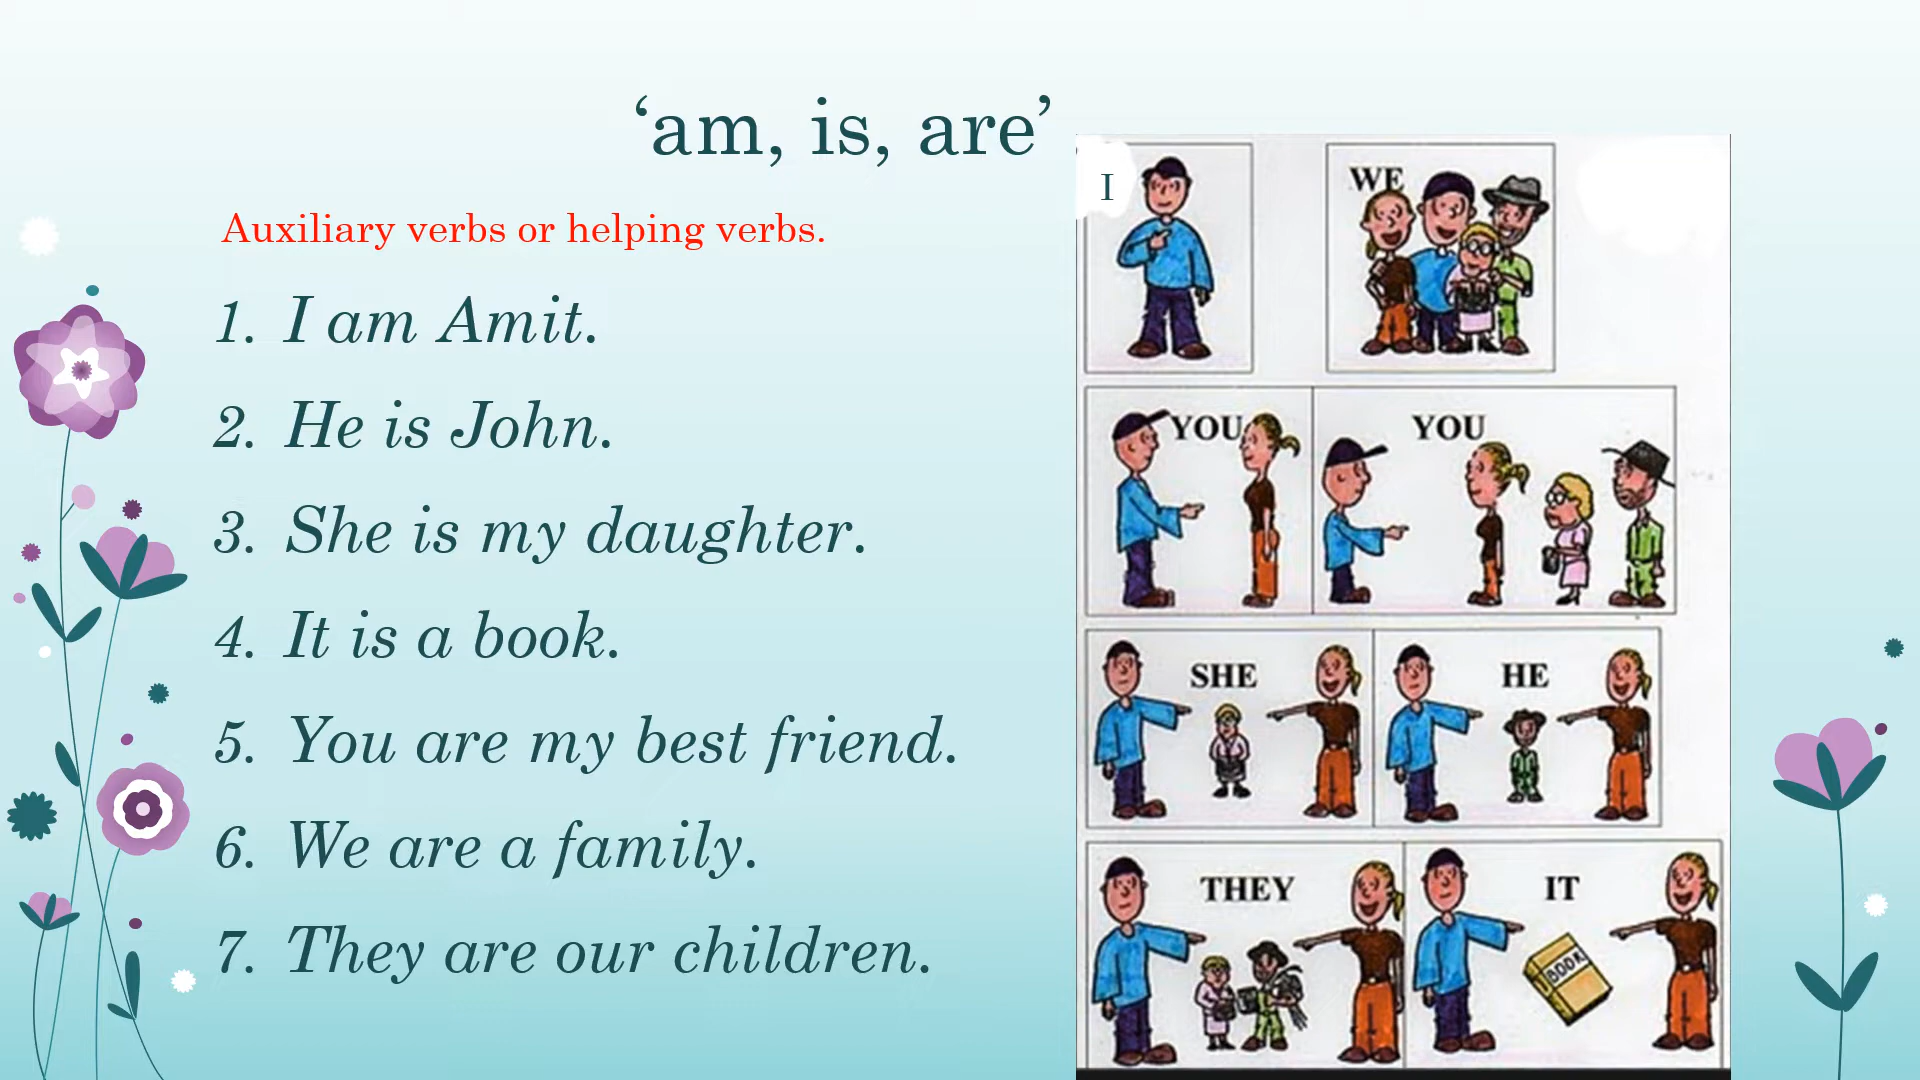 ‘am, is, are’
Auxiliary verbs or helping verbs.
1. I am Amit.
2. He is John.
3. She is my daughter.
4. It is a book.
5. You are my best friend.
6. We are a family.
7. They are our children.
I
WE
YOU
YOU
SHE
HE
THEY
IT
BOOK